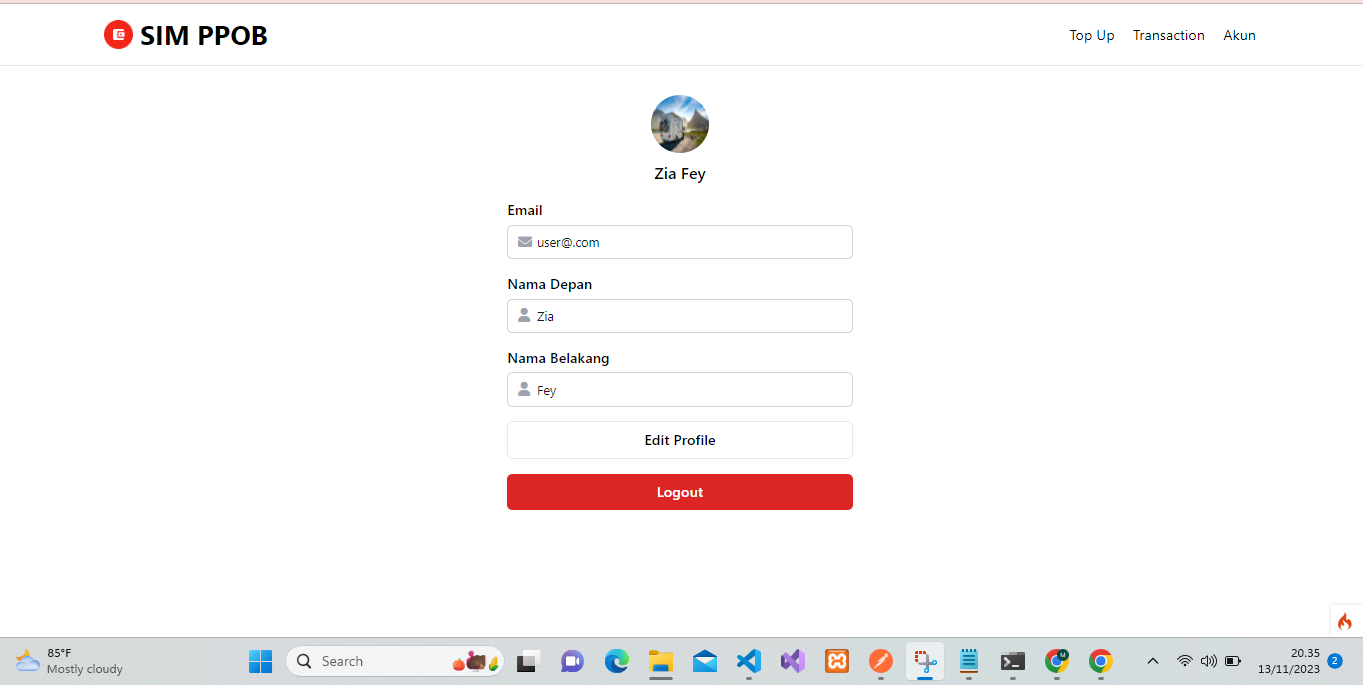 SIM PPOB
Top Up Transaction Akun
Zia Fey
Email
user@.com
Nama Depan
Zia
Nama Belakang
Fey
Edit Profile
Logout
85°F
Mostly cloudy
Search
M
20.35
13/11/2023
2